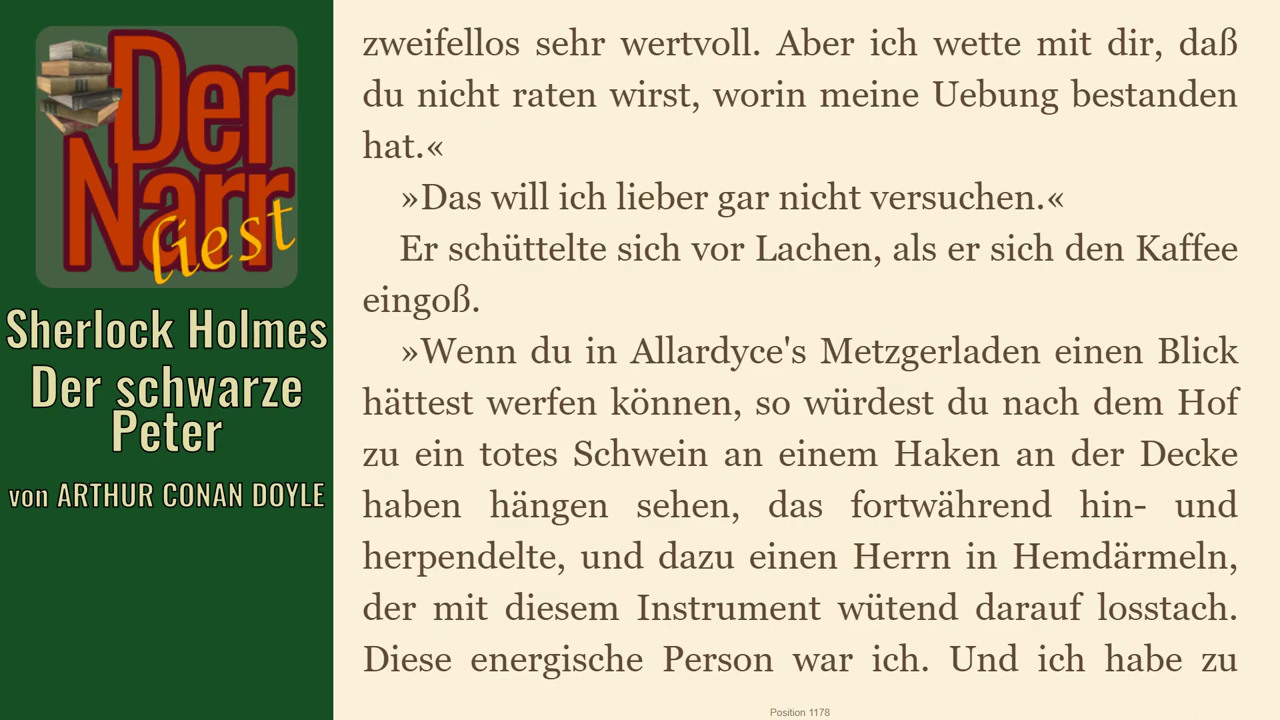 Der
Narr
liest
Sherlock Holmes
Der schwarze
Peter
von ARTHUR CONAN DOYLE
zweifellos sehr wertvoll. Aber ich wette mit dir, daß
du nicht raten wirst, worin meine Uebung bestanden
hat.«
»Das will ich lieber gar nicht versuchen.«
Er schüttelte sich vor Lachen, als er sich den Kaffee
eingoß.
»Wenn du in Allardyce's Metzgerladen einen Blick
hättest werfen können, so würdest du nach dem Hof
zu ein totes Schwein an einem Haken an der Decke
haben hängen sehen, das fortwährend hin- und
herpendelte, und dazu einen Herrn in Hemdärmeln,
der mit diesem Instrument wütend darauf losstach.
Diese energische Person war ich. Und ich habe zu
Position 1178